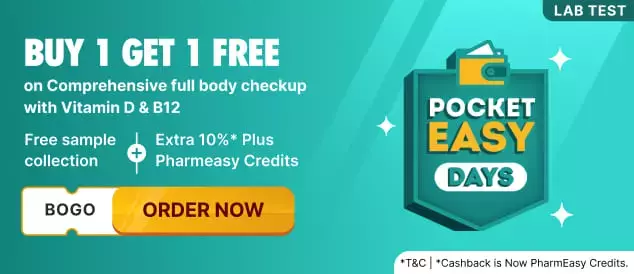 LAB TEST
BUY 1 GET 1 FREE
on Comprehensive full body checkup
with Vitamin D & B12
Free sample
collection
+
Extra 10%* Plus
Pharmeasy Credits
BOGO
ORDER NOW
POCKET
EASY
DAYS
*T&C | *Cashback is Now PharmEasy Credits.